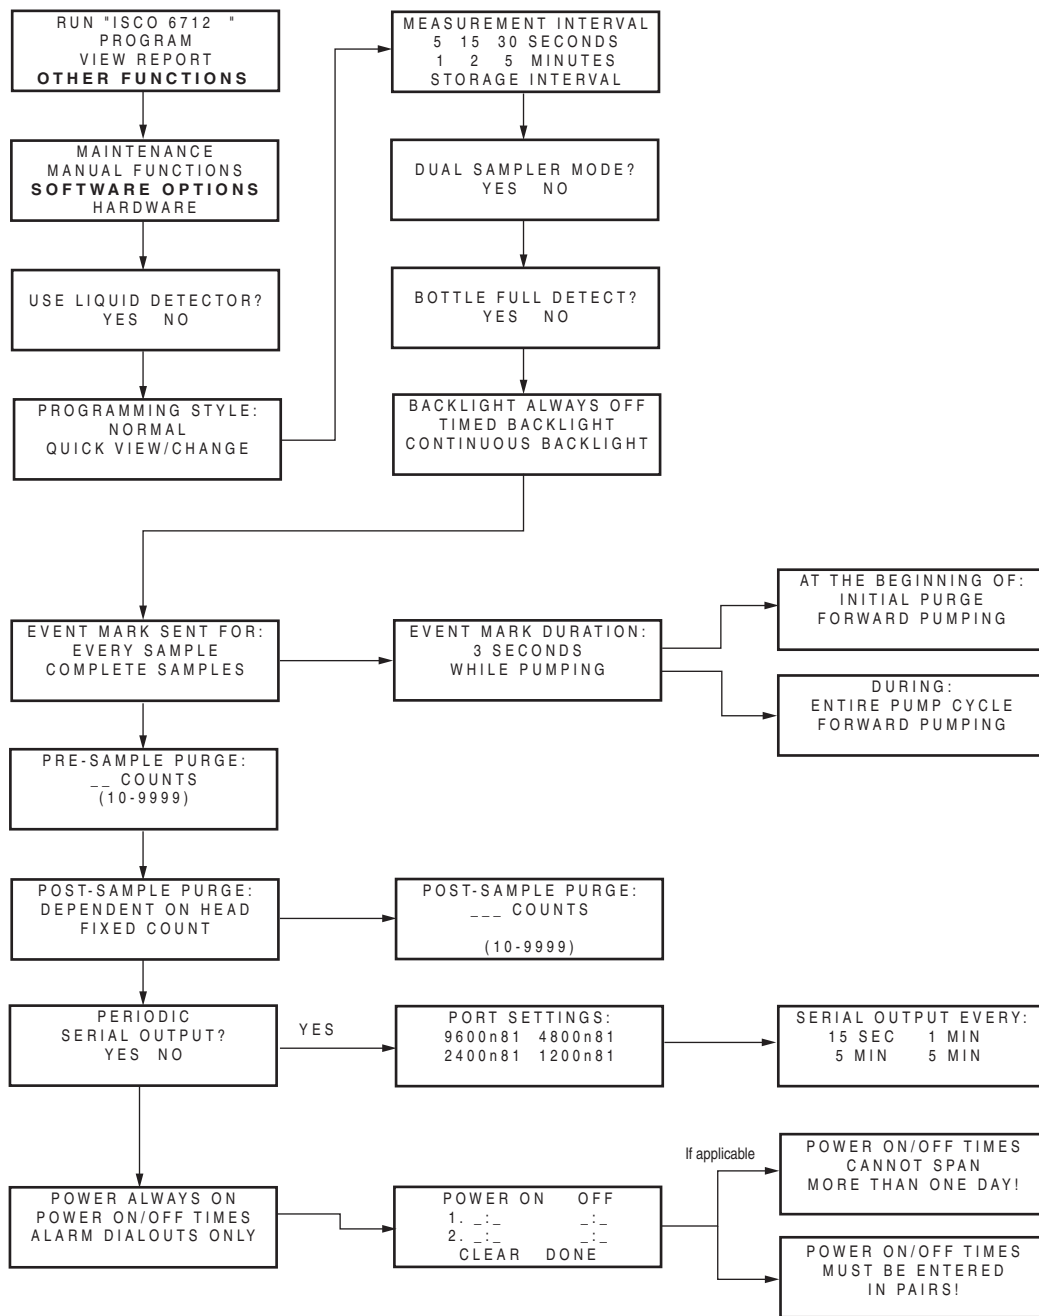 RUN "ISCO 6712 "
PROGRAM
VIEW REPORT
OTHER FUNCTIONS
MAINTENANCE
MANUAL FUNCTIONS
SOFTWARE OPTIONS
HARDWARE
USE LIQUID DETECTOR?
YES NO
PROGRAMMING STYLE:
NORMAL
QUICK VIEW/CHANGE
MEASUREMENT INTERVAL
5 15 30 SECONDS
1 2 5 MINUTES
STORAGE INTERVAL
DUAL SAMPLER MODE?
YES NO
BOTTLE FULL DETECT?
YES NO
BACKLIGHT ALWAYS OFF
TIMED BACKLIGHT
CONTINUOUS BACKLIGHT
EVENT MARK SENT FOR:
EVERY SAMPLE
COMPLETE SAMPLES
EVENT MARK DURATION:
3 SECONDS
WHILE PUMPING
AT THE BEGINNING OF:
INITIAL PURGE
FORWARD PUMPING
DURING:
ENTIRE PUMP CYCLE
FORWARD PUMPING
PRE-SAMPLE PURGE:
__ COUNTS
(10-9999)
POST-SAMPLE PURGE:
DEPENDENT ON HEAD
FIXED COUNT
POST-SAMPLE PURGE:
___ COUNTS
(10-9999)
PERIODIC
SERIAL OUTPUT?
YES NO
YES
PORT SETTINGS:
9600n81 4800n81
2400n81 1200n81
SERIAL OUTPUT EVERY:
15 SEC 1 MIN
5 MIN 5 MIN
POWER ALWAYS ON
POWER ON/OFF TIMES
ALARM DIALOUTS ONLY
POWER ON OFF
1. _:_ _:_
2. _:_ _:_
CLEAR DONE
If applicable
POWER ON/OFF TIMES
CANNOT SPAN
MORE THAN ONE DAY!
POWER ON/OFF TIMES
MUST BE ENTERED
IN PAIRS!